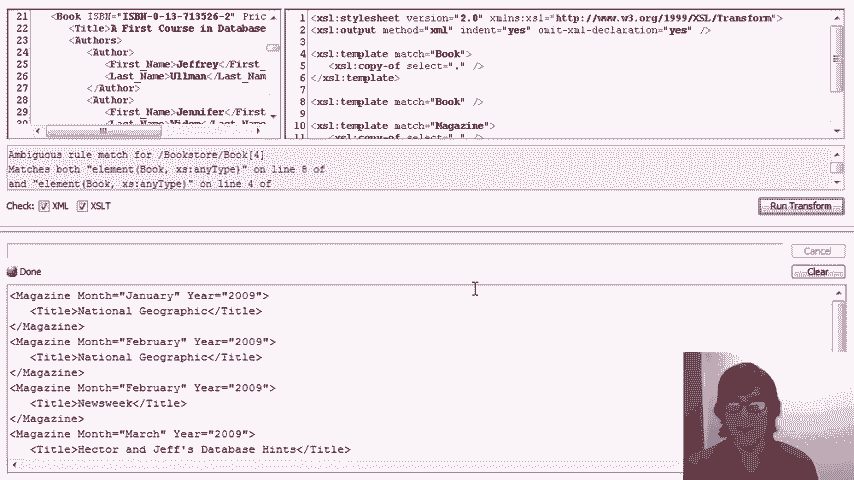 21 <Book ISBN="ISBN-0-13-713526-2" Pric
22 <Title>A First Course in Database
23 <Authors>
24 <Author>
25 <First_Name>Jeffrey</First_
26 <Last_Name>Ullman</Last_Nam
27 </Author>
28 <Author>
29 <First_Name>Jennifer</First
1 <xsl:stylesheet version="2.0" xmlns:xsl="http://www.w3.org/1999/XSL/Transform">
2 <xsl:output method="xml" indent="yes" omit-xml-declaration="yes" />
3
4 <xsl:template match="Book">
5 <xsl:copy-of select="." />
6 </xsl:template>
7
8 <xsl:template match="Book" />
9
10 <xsl:template match="Magazine">
11 <xsl:copy-of select="." />
Ambiguous rule match for /Bookstore/Book[4]
Matches both "element(Book, xs:anyType)" on line 8 of
and "element(Book, xs:anyType)" on line 4 of
Check: XML XSLT
Run Transform
Cancel
Done
Clear
<Magazine Month="January" Year="2009">
<Title>National Geographic</Title>
</Magazine>
<Magazine Month="February" Year="2009">
<Title>National Geographic</Title>
</Magazine>
<Magazine Month="February" Year="2009">
<Title>Newsweek</Title>
</Magazine>
<Magazine Month="March" Year="2009">
<Title>Hector and Jeff's Database Hints</Title>